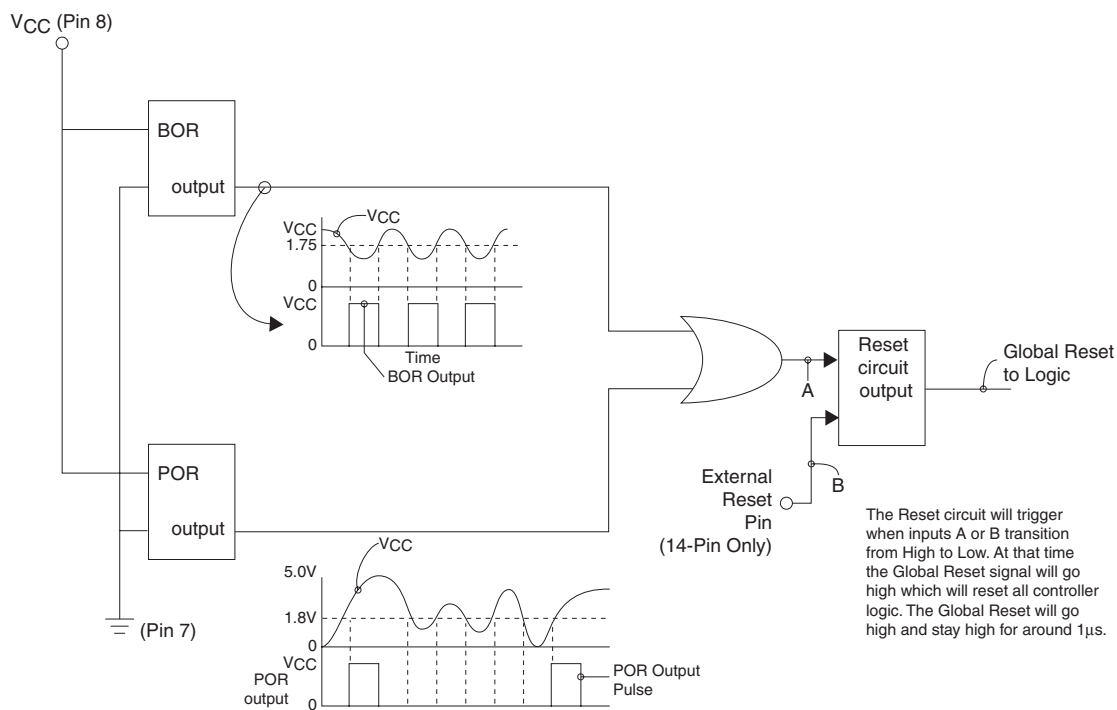 VCC (Pin 8)
BOR
output
VCC
VCC
1.75
0
VCC
0
Time
BOR Output
A
Reset
circuit
output
Global Reset
to Logic
POR
output
External
Reset
Pin
(14-Pin Only)
B
The Reset circuit will trigger
when inputs A or B transition
from High to Low. At that time
the Global Reset signal will go
high which will reset all controller
logic. The Global Reset will go
high and stay high for around 1µs.
(Pin 7)
VCC
5.0V
1.8V
0
VCC
POR
output
0
POR Output
Pulse